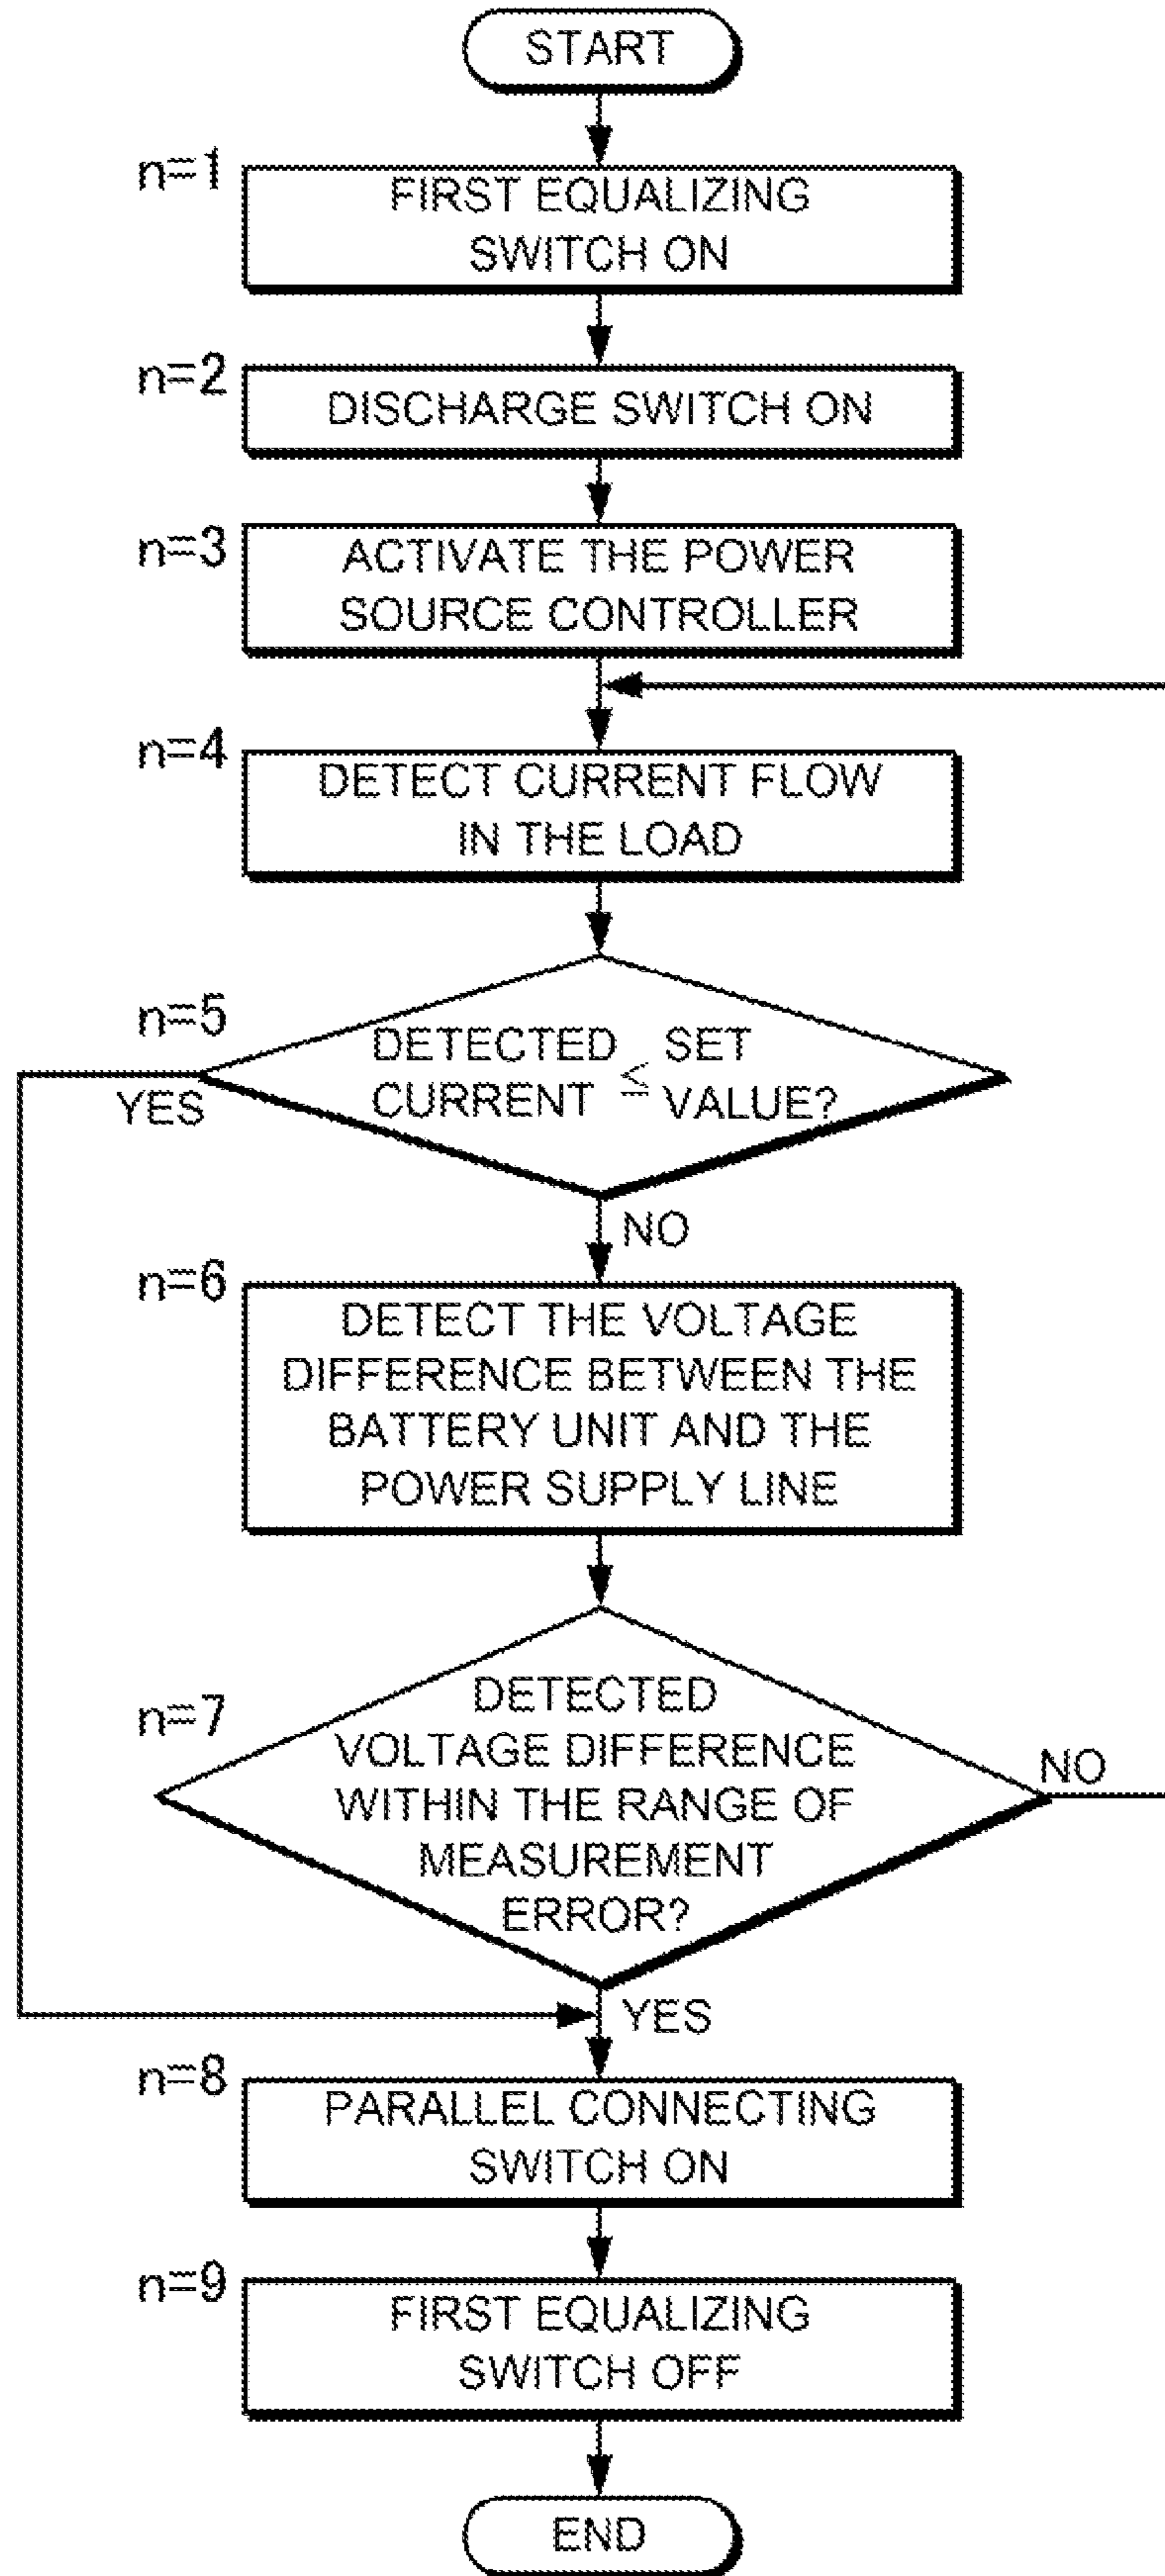 START
n=1
FIRST EQUALIZING
SWITCH ON
n=2
DISCHARGE SWITCH ON
n=3
ACTIVATE THE POWER
SOURCE CONTROLLER
n=4
DETECT CURRENT FLOW
IN THE LOAD
n=5
DETECTED CURRENT ≦ SET VALUE?
YES
NO
n=6
DETECT THE VOLTAGE
DIFFERENCE BETWEEN THE
BATTERY UNIT AND THE
POWER SUPPLY LINE
n=7
DETECTED
VOLTAGE DIFFERENCE
WITHIN THE RANGE OF
MEASUREMENT
ERROR?
NO
YES
n=8
PARALLEL CONNECTING
SWITCH ON
n=9
FIRST EQUALIZING
SWITCH OFF
END